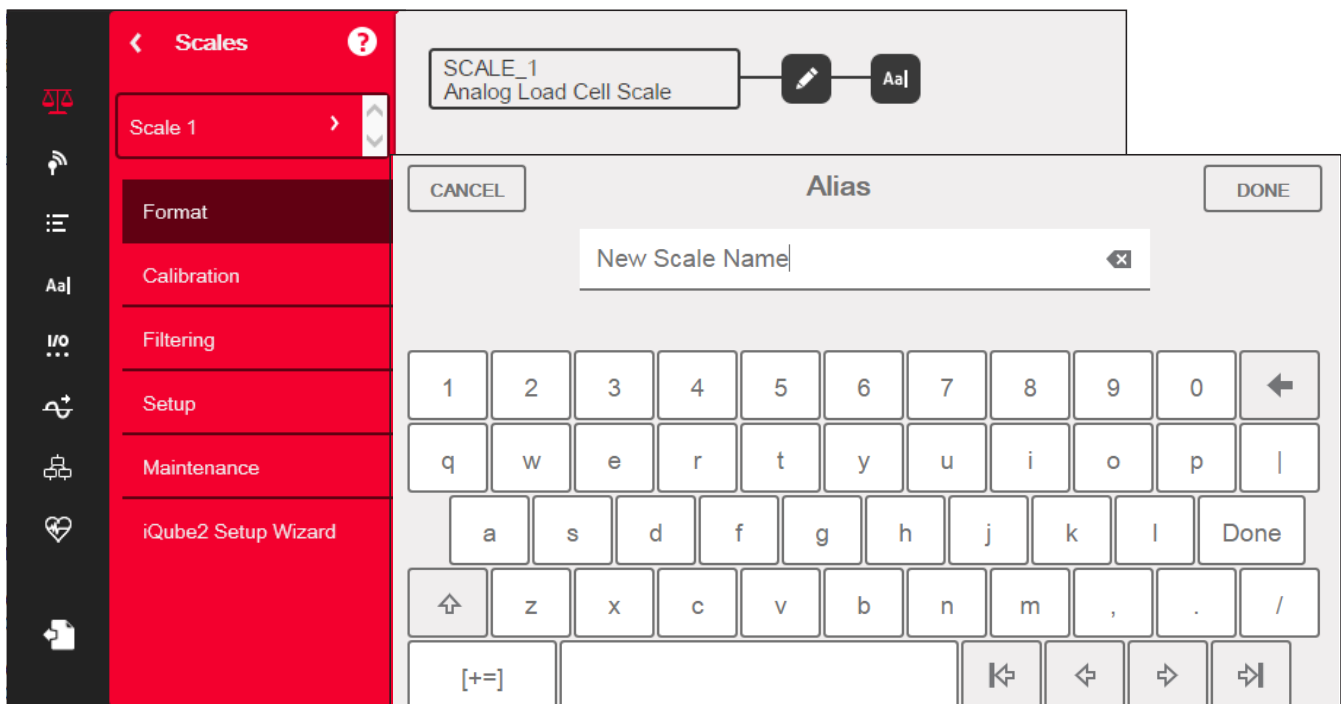 Scales ?
Scale 1
Format
Calibration
Filtering
Setup
Maintenance
iQube2 Setup Wizard
Aa|
I/O
SCALE_1
Analog Load Cell Scale
Aa|
CANCEL Alias DONE
New Scale Name
1 2 3 4 5 6 7 8 9 0
q w e r t y u i o p |
a s d f g h j k l Done
z x c v b n m , . /
[+=]